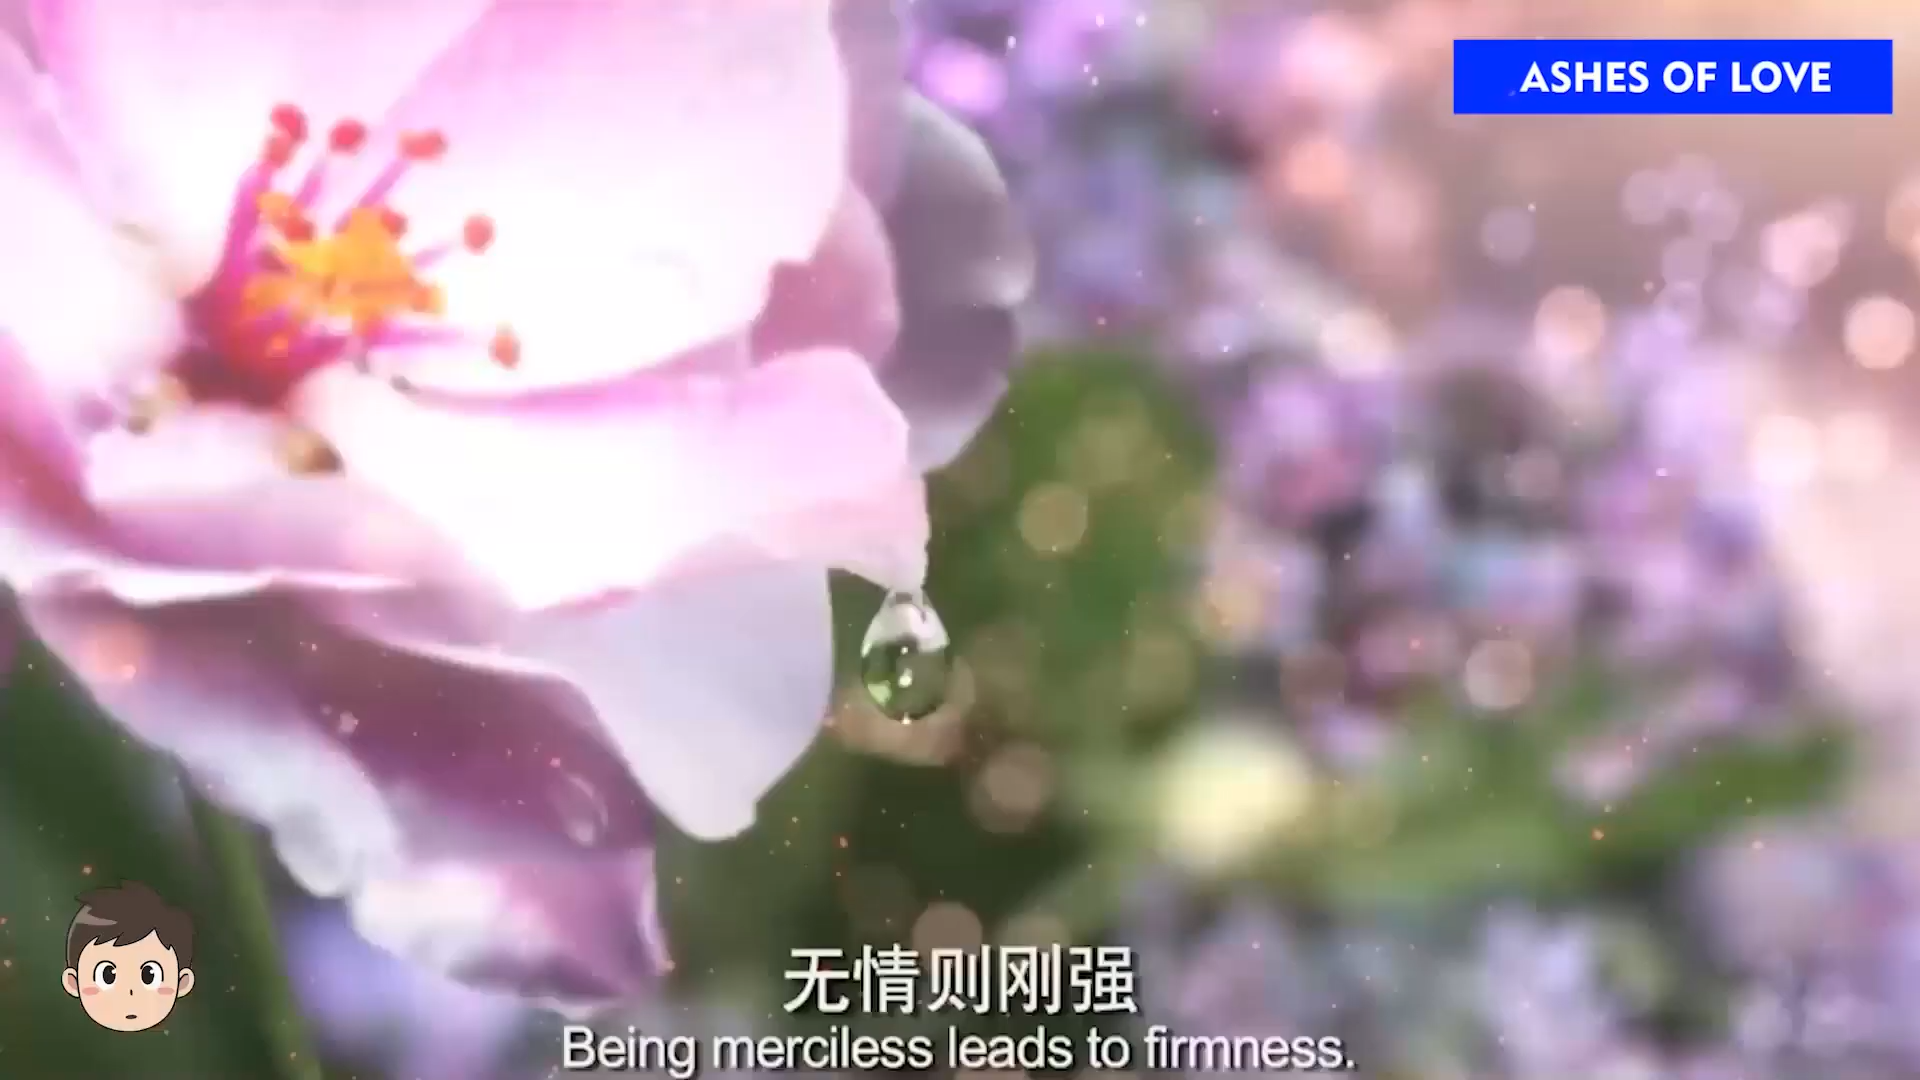 ASHES OF LOVE
无情则刚强
Being merciless leads to firmness.